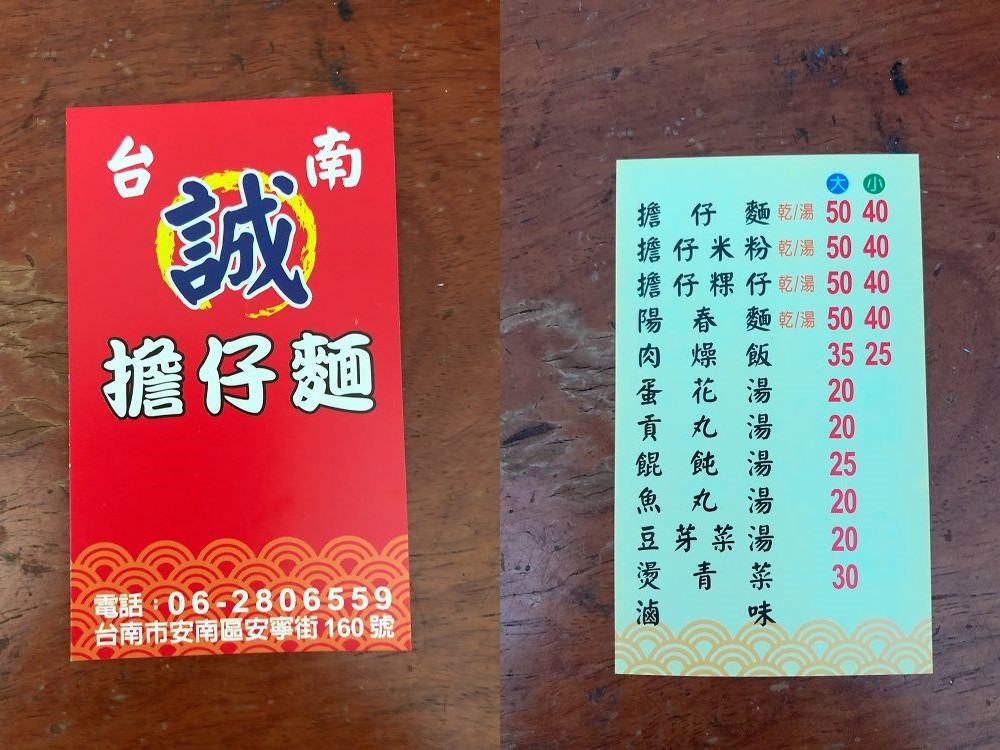 台南
誠
擔仔麵
電話：06-2806559
台南市安南區安寧街160號
大 小
擔仔麵 乾/湯 50 40
擔仔米粉 乾/湯 50 40
擔仔粿仔 乾/湯 50 40
陽春麵 乾/湯 50 40
肉燥飯 35 25
蛋花湯 20
貢丸湯 20
餛飩湯 25
魚丸湯 20
豆芽菜湯 20
燙青菜 30
滷味